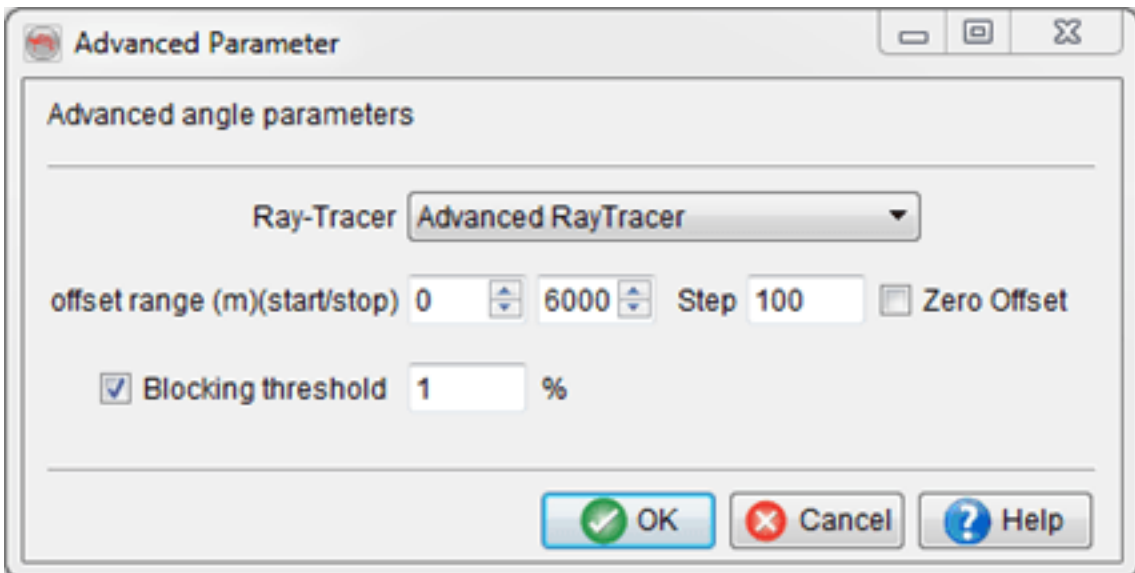 Advanced Parameter
Advanced angle parameters
Ray-Tracer Advanced RayTracer
offset range (m)(start/stop) 0 6000 Step 100 Zero Offset
Blocking threshold 1 %
OK Cancel Help